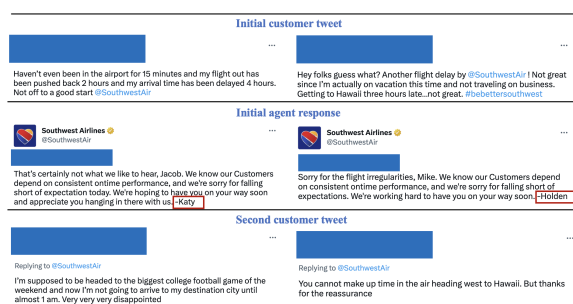 Initial customer tweet
Haven't even been in the airport for 15 minutes and my flight out has
been pushed back 2 hours and my arrival time has been delayed 4 hours.
Not off to a good start @SouthwestAir
Hey folks guess what? Another flight delay by @SouthwestAir ! Not great
since I'm actually on vacation this time and not traveling on business.
Getting to Hawaii three hours late...not great. #bebettersouthwest
Initial agent response
Southwest Airlines
@SouthwestAir
That's certainly not what we like to hear, Jacob. We know our Customers
depend on consistent ontime performance, and we're sorry for falling
short of expectation today. We're hoping to have you on your way soon
and appreciate you hanging in there with us. -Katy
Southwest Airlines
@SouthwestAir
Sorry for the flight irregularities, Mike. We know our Customers depend
on consistent ontime performance, and we're sorry for falling short of
expectations. We're working hard to have you on your way soon. -Holden
Second customer tweet
Replying to @SouthwestAir
I'm supposed to be headed to the biggest college football game of the
weekend and now I'm not going to arrive to my destination city until
almost 1 am. Very very very disappointed
Replying to @SouthwestAir
You cannot make up time in the air heading west to Hawaii. But thanks
for the reassurance